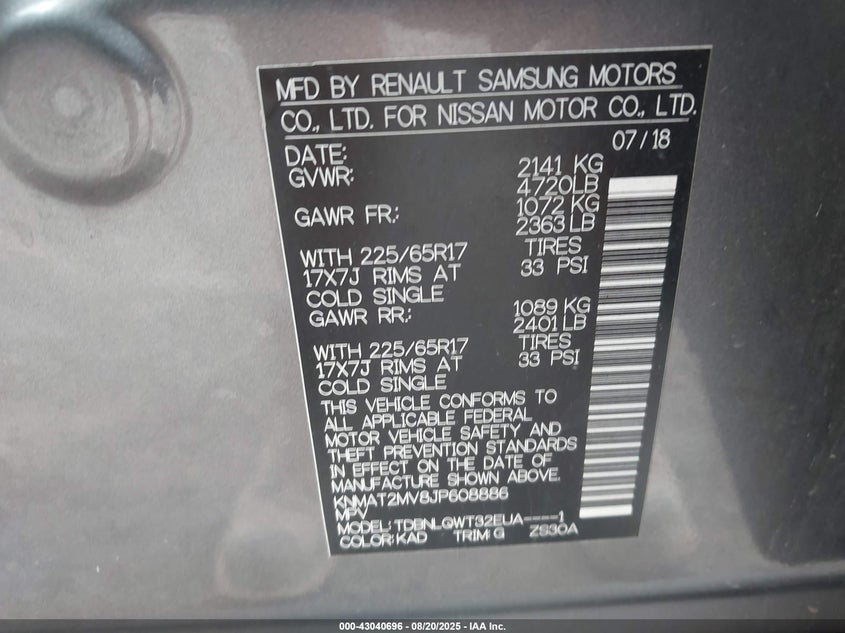 MFD BY RENAULT SAMSUNG MOTORS
CO., LTD. FOR NISSAN MOTOR CO., LTD.
DATE: 07/18
GVWR: 2141 KG
4720LB
GAWR FR.: 1072 KG
2363 LB
WITH 225/65R17 TIRES
17X7J RIMS AT 33 PSI
COLD SINGLE
GAWR RR.: 1089 KG
2401 LB
WITH 225/65R17 TIRES
17X7J RIMS AT 33 PSI
COLD SINGLE
THIS VEHICLE CONFORMS TO
ALL APPLICABLE FEDERAL
MOTOR VEHICLE SAFETY AND
THEFT PREVENTION STANDARDS
IN EFFECT ON THE DATE OF
MANUFACTURE SHOWN ABOVE.
KNMAT2MV8JP608886
MPV
MODEL: TDBNLQWT32EUA----1
COLOR:KAD TRIM:G ZS30A
000-43040696 - 08/20/2025 - IAA Inc.